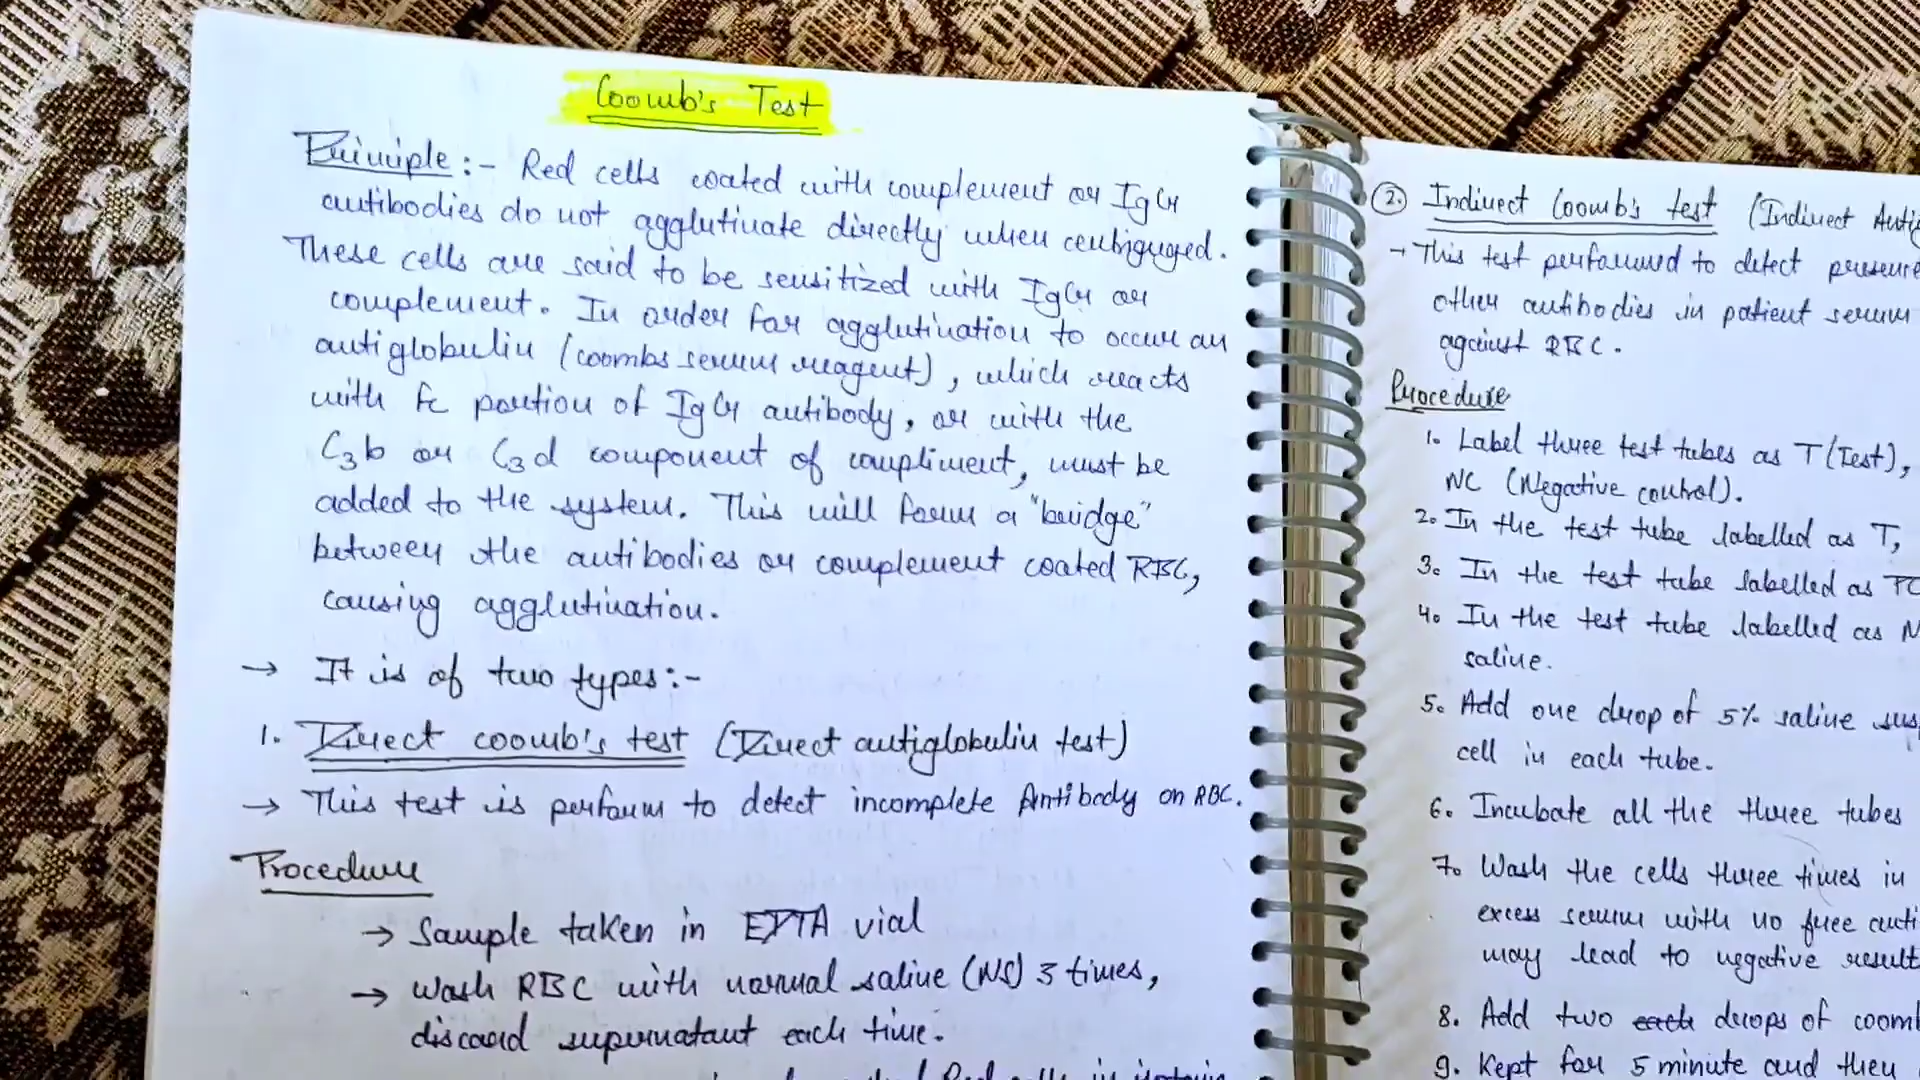 Coomb's Test
Principle :- Red cells coated with complement or IgG
antibodies do not agglutinate directly when centrifuged.
These cells are said to be sensitized with IgG or
complement. In order for agglutination to occur an
antiglobulin (coombs serum reagent), which reacts
with fc portion of IgG antibody, or with the
C3b or C3d component of compliment, must be
added to the system. This will form a "bridge"
between the antibodies or complement coated RBC,
causing agglutination.
→ It is of two types:-
1. Direct coomb's test (Direct antiglobulin test)
→ This test is perform to detect incomplete Antibody on RBC.
Procedure
→ Sample taken in EDTA vial
→ Wash RBC with normal saline (NS) 3 times,
discard supernatant each time.
Red cells in
2. Indirect Coomb's test (Indirect
→ This test performed to detect
other antibodies in patient serum
against RBC.
Procedure
1. Label three test tubes as T (Test),
NC (Negative control).
2. In the test tube labelled as T,
3. In the test tube labelled as
4. In the test tube labelled as
saline.
5. Add one drop of 5% saline
cell in each tube.
6. Incubate all the three tubes
7. Wash the cells three times in
excess serum with no free
may lead to negative result
8. Add two drops of
9. Kept for 5 minute and then